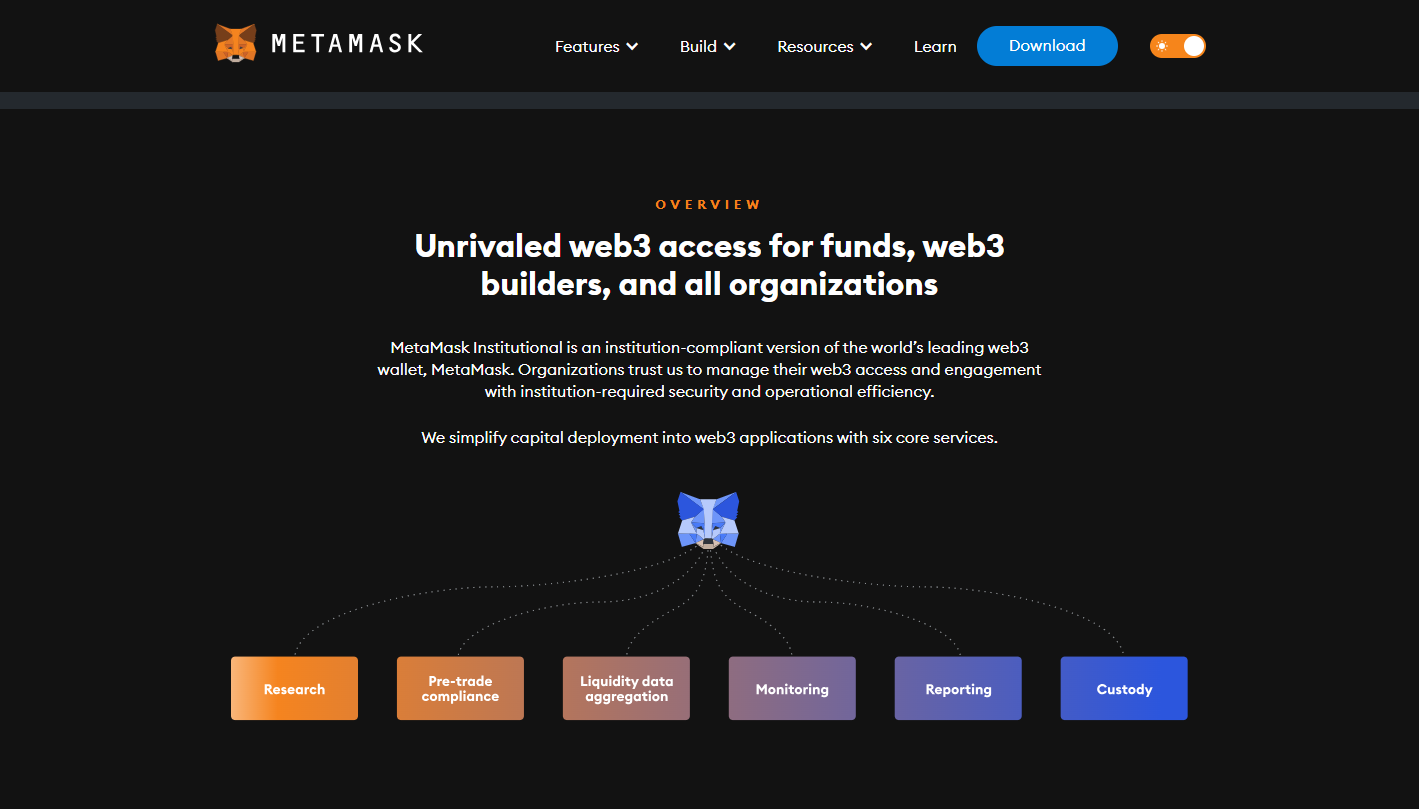 METAMASK
Features
Build
Resources
Learn
Download
OVERVIEW
Unrivaled web3 access for funds, web3
builders, and all organizations
MetaMask Institutional is an institution-compliant version of the world’s leading web3
wallet, MetaMask. Organizations trust us to manage their web3 access and engagement
with institution-required security and operational efficiency.
We simplify capital deployment into web3 applications with six core services.
Research
Pre-trade
compliance
Liquidity data
aggregation
Monitoring
Reporting
Custody